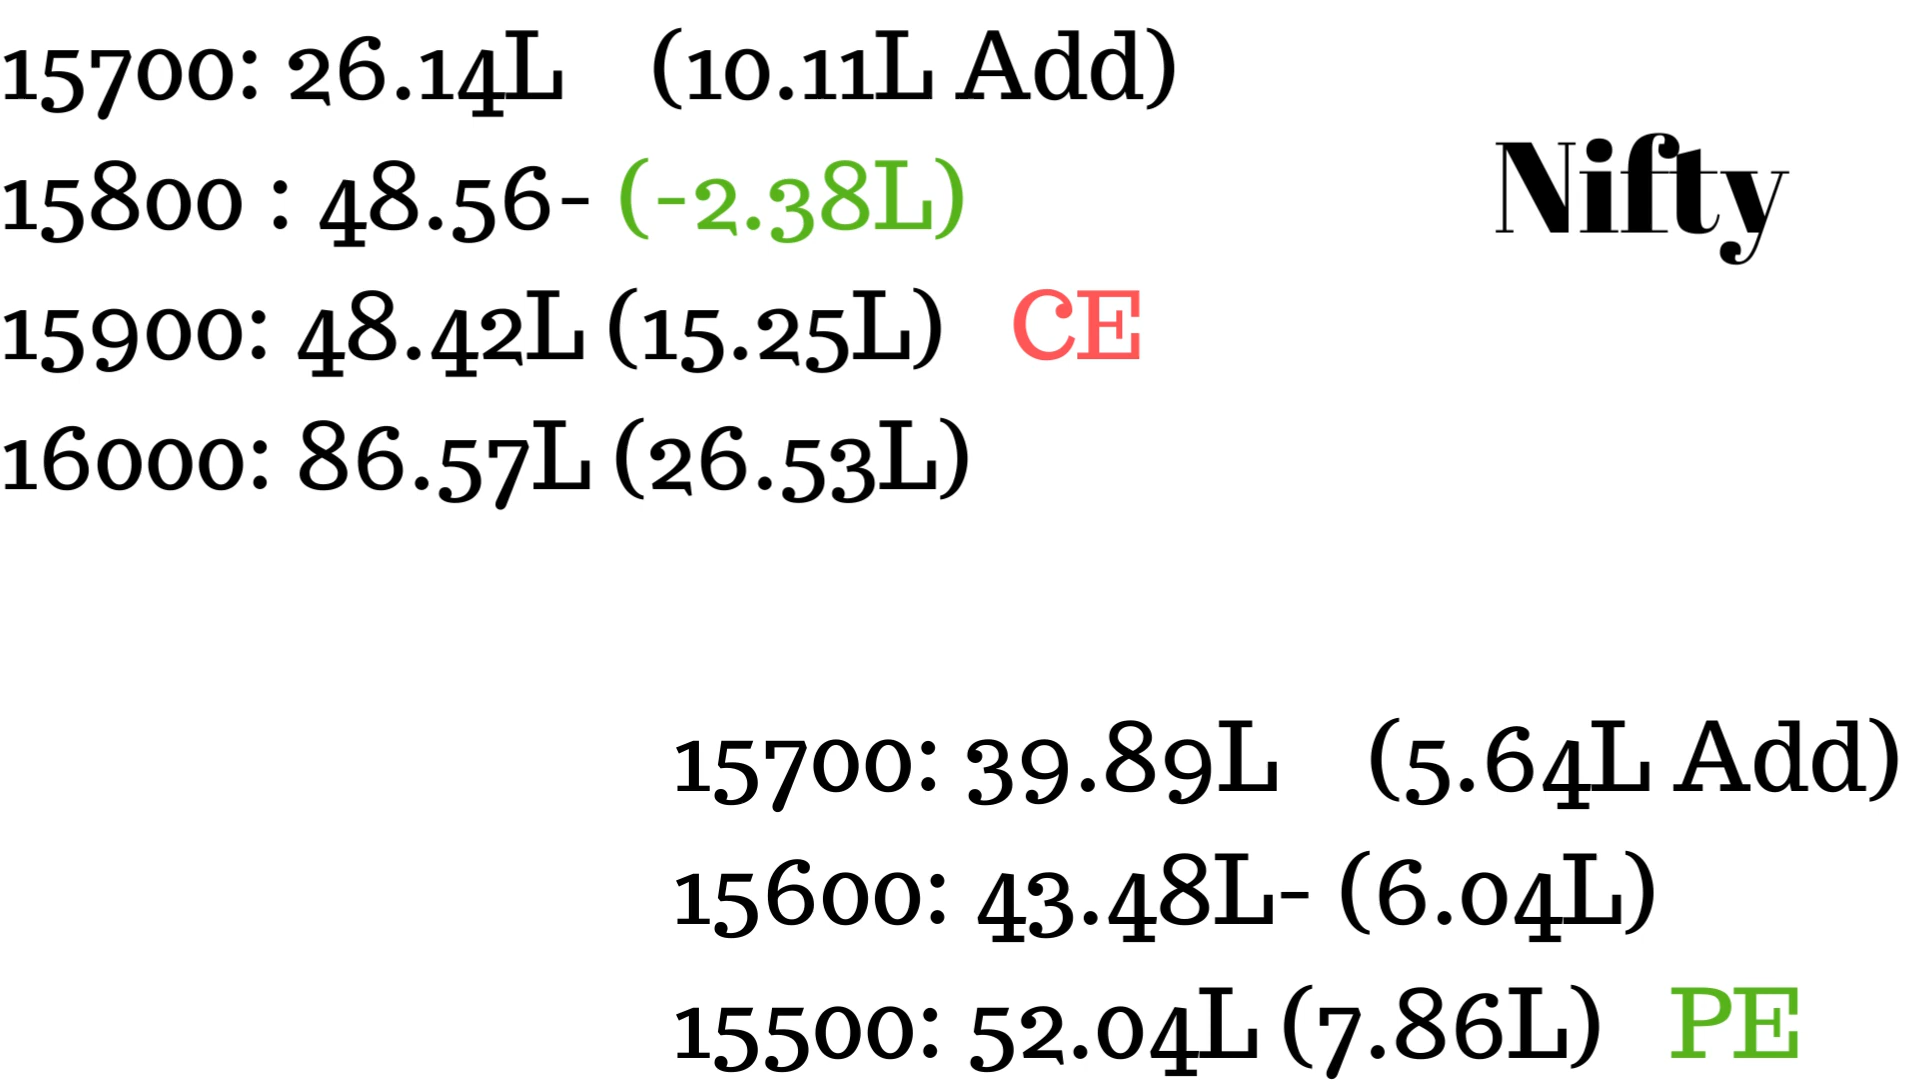 15700: 26.14L (10.11L Add)
15800 : 48.56- (-2.38L)
Nifty
15900: 48.42L (15.25L) CE
16000: 86.57L (26.53L)
15700: 39.89L (5.64L Add)
15600: 43.48L- (6.04L)
15500: 52.04L (7.86L) PE